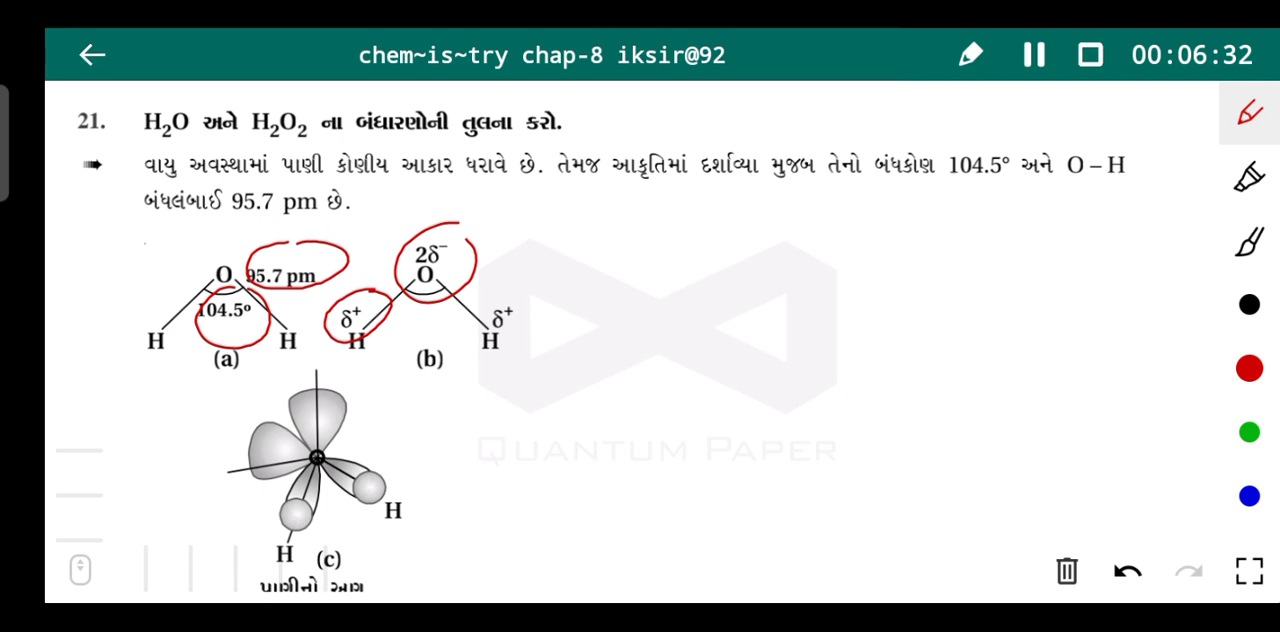 chem~is~try chap-8 iksir@92
00:06:32
21. H₂O અને H₂O₂ ના બંધારણોની તુલના કરો.
➠ વાયુ અવસ્થામાં પાણી કોણીય આકાર ધરાવે છે. તેમજ આકૃતિમાં દર્શાવ્યા મુજબ તેનો બંધકોણ 104.5° અને O – H
બંધલંબાઈ 95.7 pm છે.
O 95.7 pm
104.5°
H H
(a)
2δ⁻
O
δ⁺ δ⁺
H H
(b)
QUANTUM PAPER
H
H (c)
પાણીનો